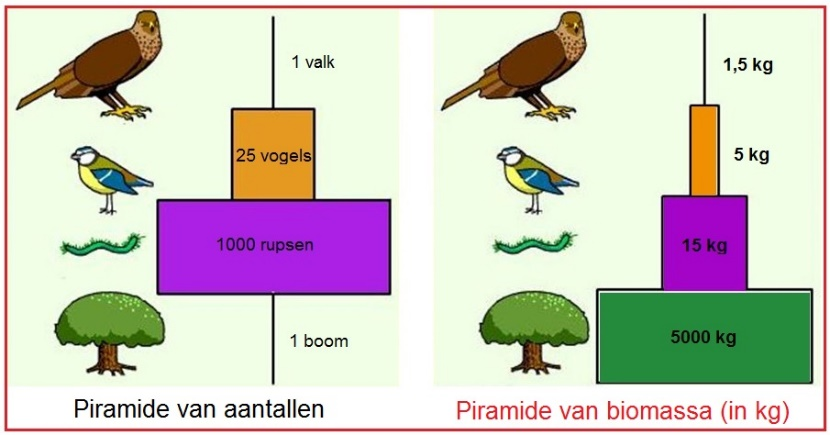 1 valk
25 vogels
1000 rupsen
1 boom
Piramide van aantallen
1,5 kg
5 kg
15 kg
5000 kg
Piramide van biomassa (in kg)